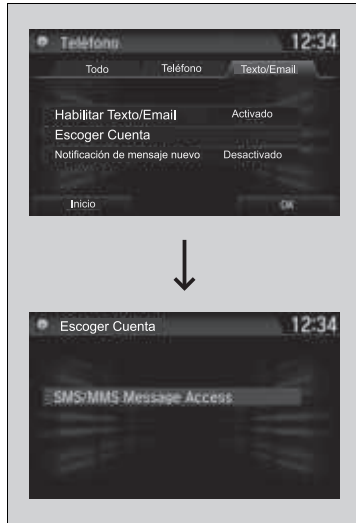 Teléfono 12:34
Todo Teléfono Texto/Email
Habilitar Texto/Email Activado
Escoger Cuenta
Notificación de mensaje nuevo Desactivado
Inicio OK
Escoger Cuenta 12:34
SMS/MMS Message Access